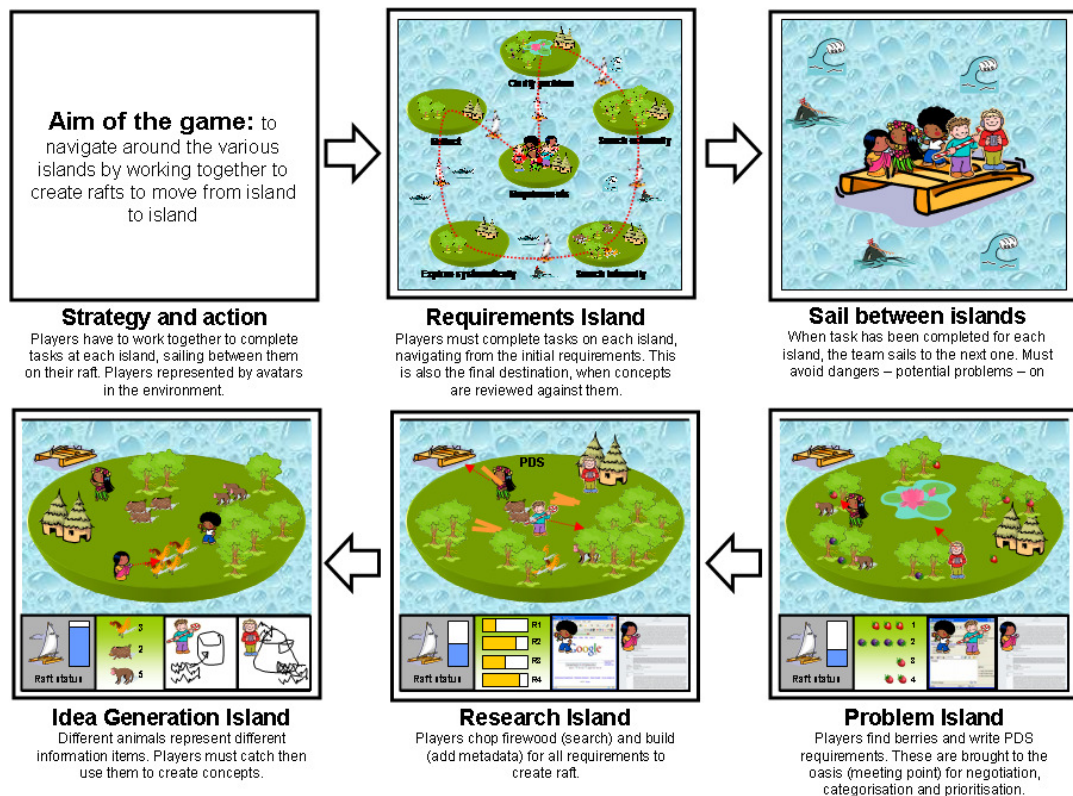 Aim of the game: to
navigate around the
various
islands by working together to
create rafts to move from island
to island
Strategy and action
Players have to work together to complete
tasks at each island, sailing between them
on their raft. Players represented by avatars
in the environment.
Requirements Island
Players must complete tasks on each island,
navigating from the initial requirements. This
is also the final destination, when concepts
are reviewed against them.
Sail between islands
When task has been completed for each
island, the team sails to the next one. Must
avoid dangers – potential problems – on
Raft status
3
2
5
Idea Generation Island
Different animals represent different
information items. Players must catch then
use them to create concepts.
PDS
Raft status
R1
R2
R3
R4
Google
Research Island
Players chop firewood (search) and build
(add metadata) for all requirements to
create raft.
Raft status
1
2
3
4
Problem Island
Players find berries and write PDS
requirements. These are brought to the
oasis (meeting point) for negotiation,
categorisation and prioritisation.